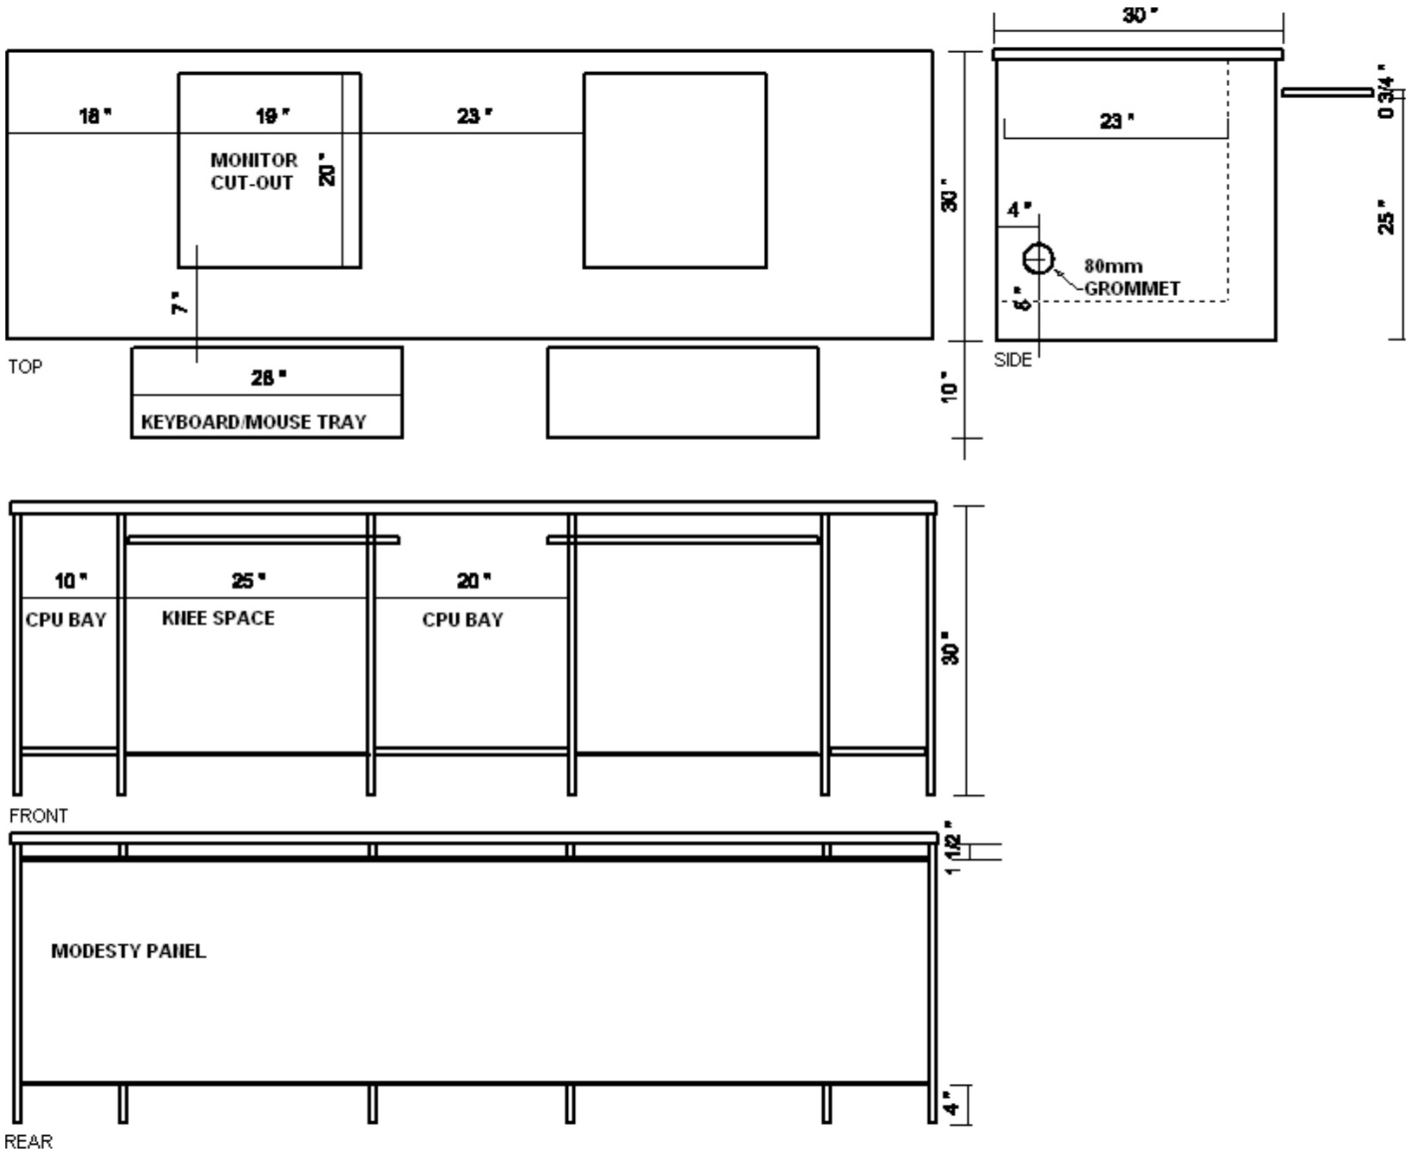 30 "
18 "
19 "
23 "
MONITOR
CUT-OUT
20 "
30 "
7 "
TOP
28 "
KEYBOARD/MOUSE TRAY
10 "
0 3/4 "
23 "
25 "
4 "
80mm
GROMMET
6 "
SIDE
10 "
25 "
20 "
CPU BAY
KNEE SPACE
CPU BAY
30 "
FRONT
1 1/2 "
MODESTY PANEL
4 "
REAR